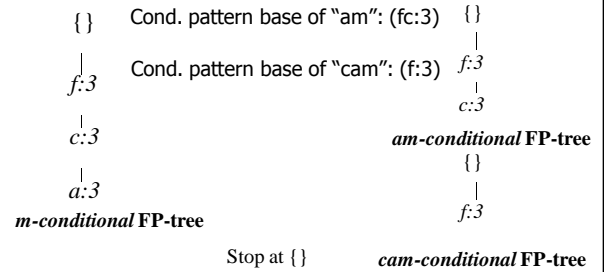 {}
f:3
c:3
a:3
m-conditional FP-tree
Cond. pattern base of “am”: (fc:3)
Cond. pattern base of “cam”: (f:3)
{}
f:3
c:3
am-conditional FP-tree
{}
f:3
cam-conditional FP-tree
Stop at {}